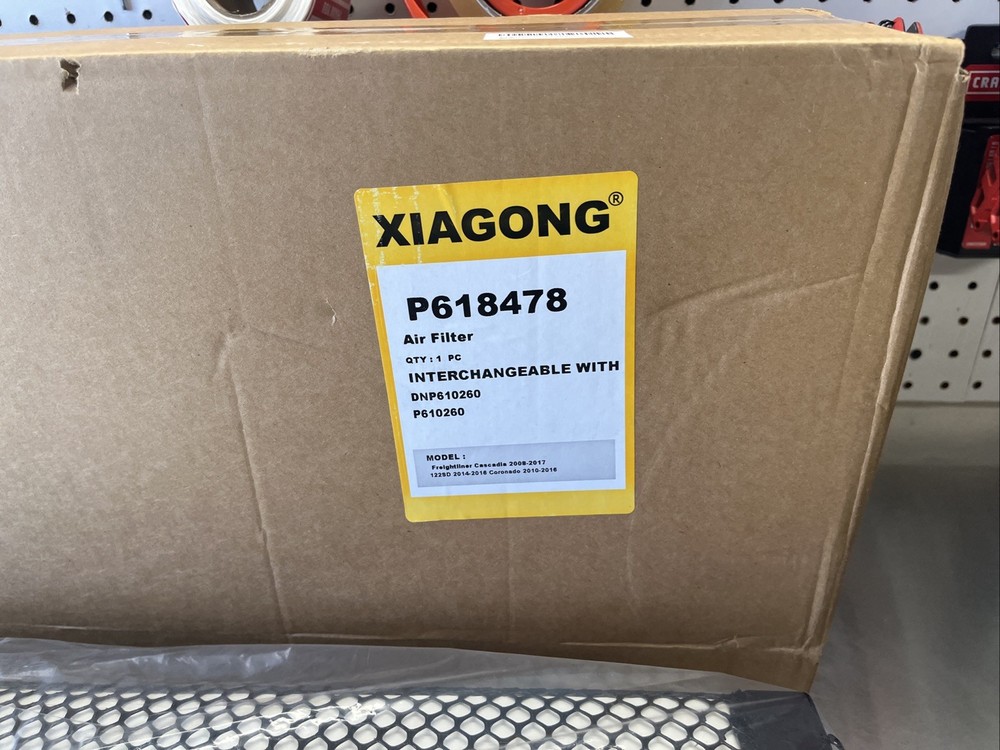 XIAGONG®
P618478
Air Filter
QTY : 1 PC
INTERCHANGEABLE WITH
DNP610260
P610260
MODEL :
Freightliner Cascadia 2008-2017
122SD 2014-2016 Coronado 2010-2016
CRA